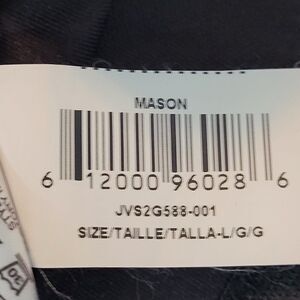 MASON
6 12000 96028 6
JVS2G588-001
SIZE/TAILLE/TALLA-L/G/G